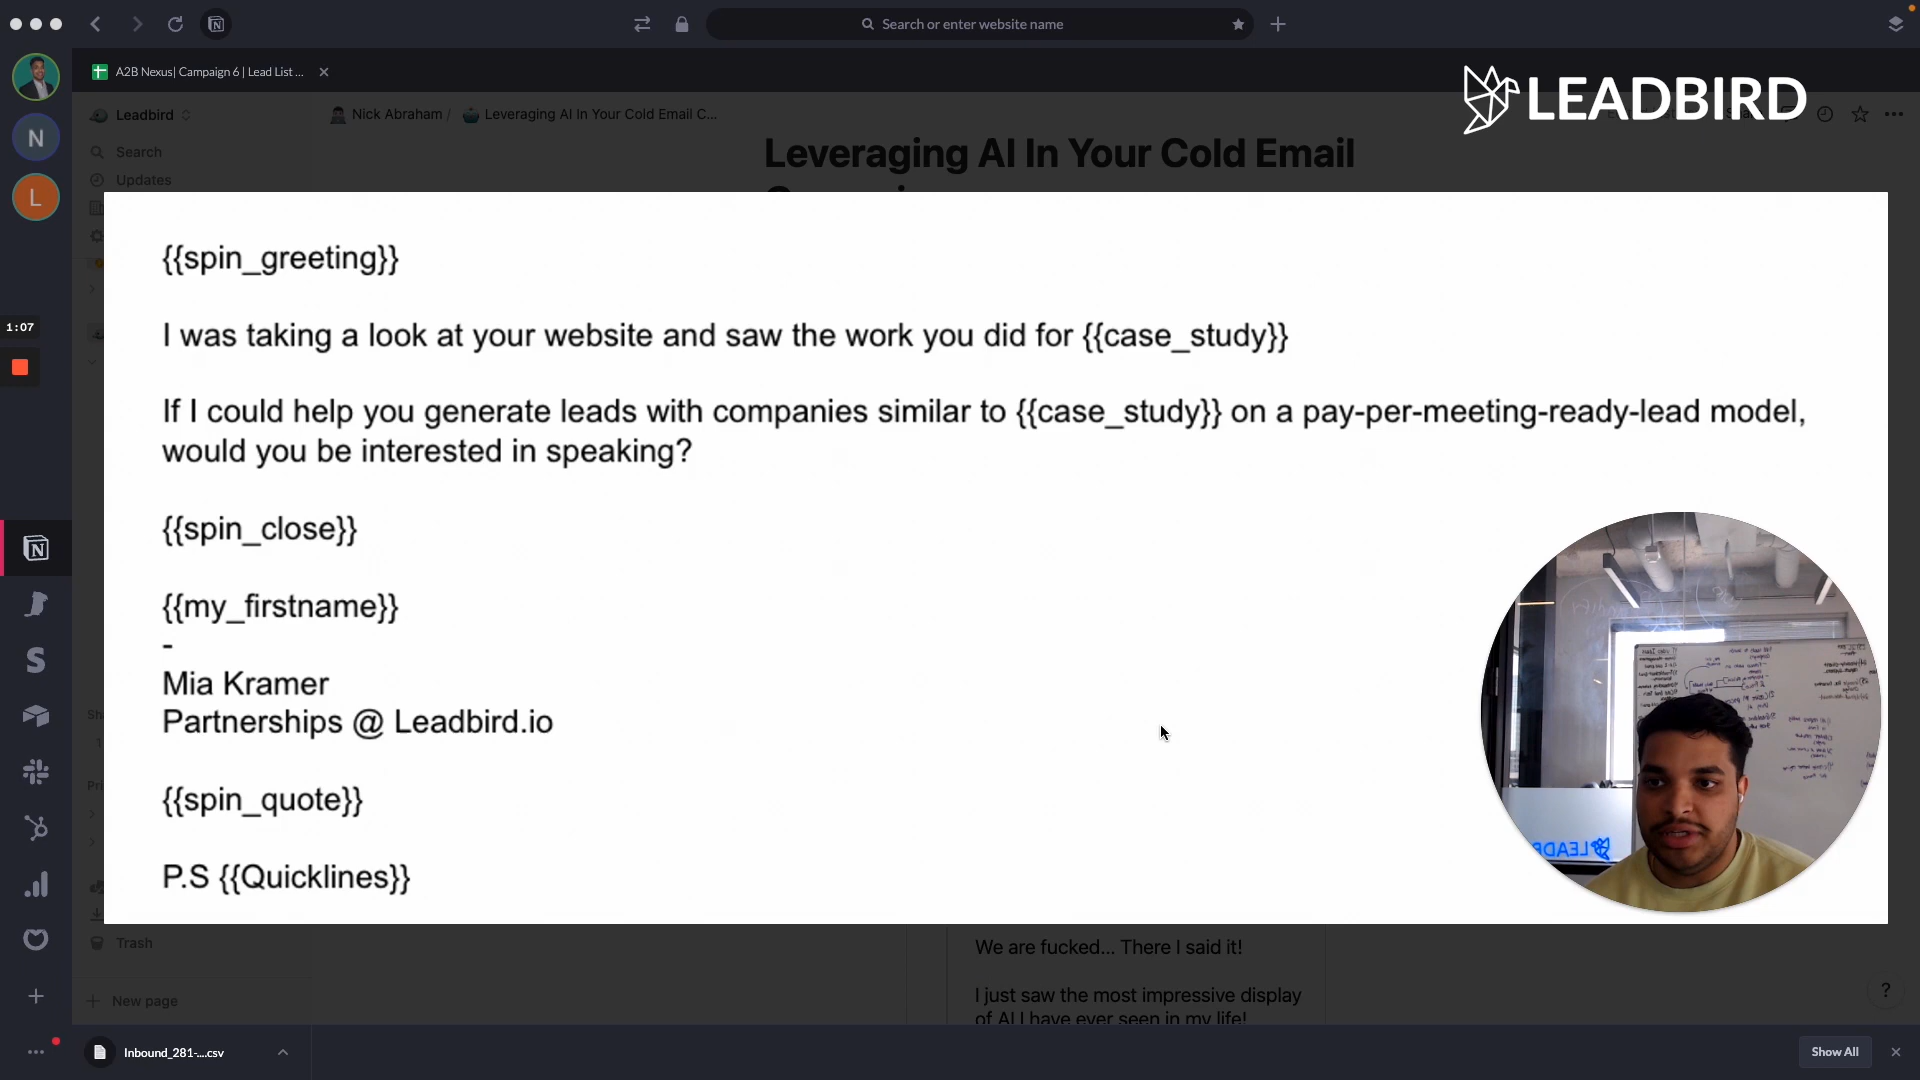 Search or enter website name
A2B Nexus| Campaign 6 | Lead List ...
LEADBIRD
Leadbird
Nick Abraham /
Leveraging AI In Your Cold Email C...
Search
Updates
Leveraging AI In Your Cold Email
N
L
1:07
{{spin_greeting}}
I was taking a look at your website and saw the work you did for {{case_study}}
If I could help you generate leads with companies similar to {{case_study}} on a pay-per-meeting-ready-lead model,
would you be interested in speaking?
{{spin_close}}
{{my_firstname}}
-
Mia Kramer
Partnerships @ Leadbird.io
{{spin_quote}}
P.S {{Quicklines}}
Trash
We are fucked... There I said it!
New page
I just saw the most impressive display
of AI I have ever seen in my life!
?
Inbound_281-....csv
Show All